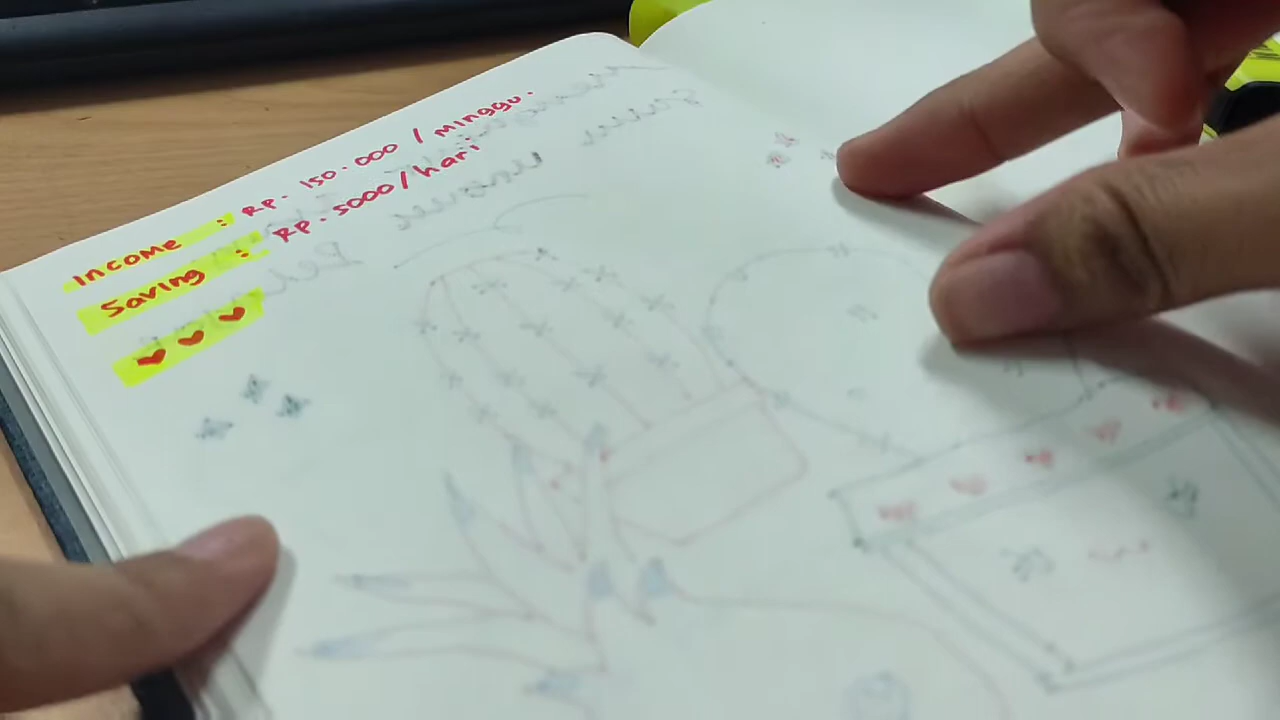 Income : RP. 150.000 / minggu.
Saving : RP. 5000 / hari